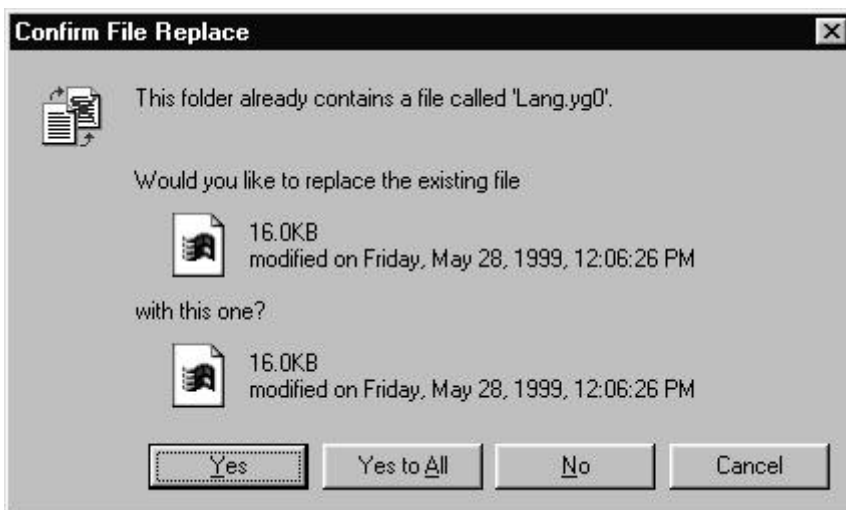 Confirm File Replace
This folder already contains a file called 'Lang.yg0'.
Would you like to replace the existing file
16.0KB
modified on Friday, May 28, 1999, 12:06:26 PM
with this one?
16.0KB
modified on Friday, May 28, 1999, 12:06:26 PM
Yes Yes to All No Cancel